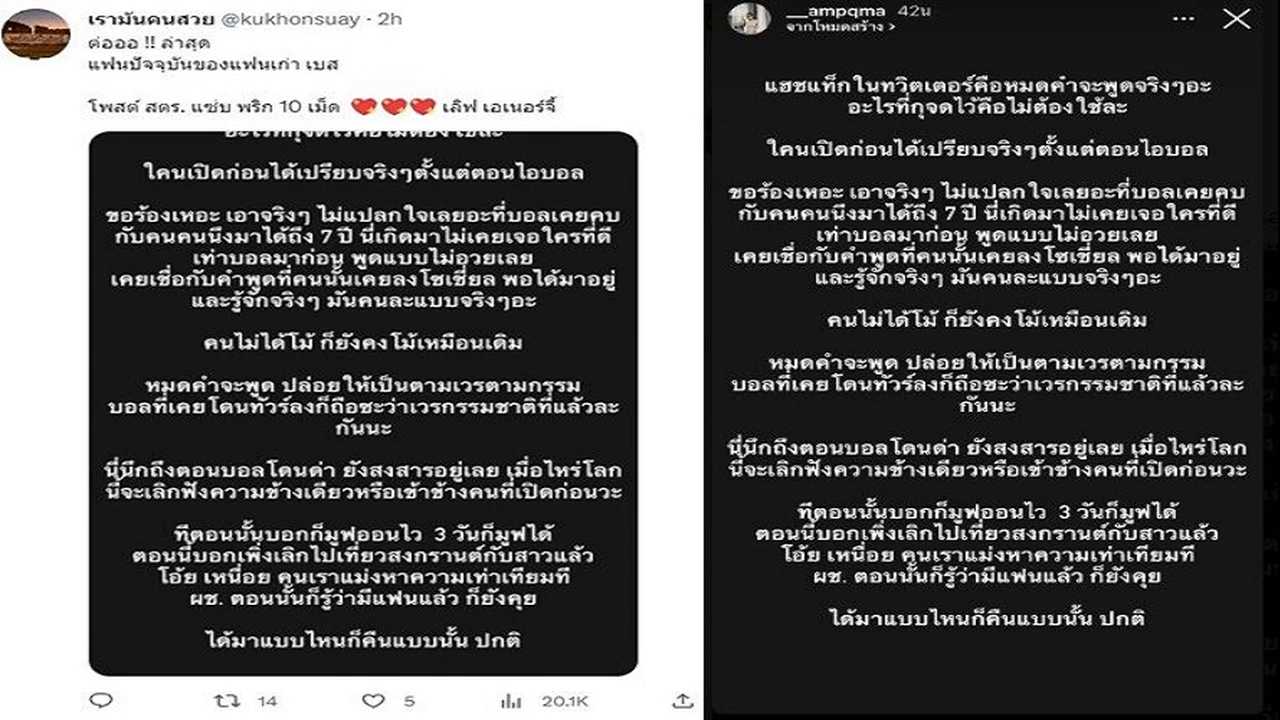 เรามันคนสวย @kukhonsuay · 2h
ต่อออ !! ล่าสุด
แฟนปัจจุบันของแฟนเก่า เบส
โพสต์ สตร. แซ่บ พริก 10 เม็ด ❤️❤️❤️ เลิฟ เอเนอร์จี้
อะไรที่กุจดไว้คือไม่ต้องใช้ละ
ใคนเปิดก่อนได้เปรียบจริงๆตั้งแต่ตอนไอบอล
ขอร้องเหอะ เอาจริงๆ ไม่แปลกใจเลยอะที่บอลเคยคบ
กับคนคนนึงมาได้ถึง 7 ปี นี่เกิดมาไม่เคยเจอใครที่ดี
เท่าบอลมาก่อน พูดแบบไม่อวยเลย
เคยเชื่อกับคำพูดที่คนนั้นเคยลงโซเชี่ยล พอได้มาอยู่
และรู้จักจริงๆ มันคนละแบบจริงๆอะ
คนไม่ได้โม้ ก็ยังคงโม้เหมือนเดิม
หมดคำจะพูด ปล่อยให้เป็นตามเวรตามกรรม
บอลที่เคยโดนทัวร์ลงก็ถือซะว่าเวรกรรมชาติที่แล้วละ
กันนะ
นี่นึกถึงตอนบอลโดนด่า ยังสงสารอยู่เลย เมื่อไหร่โลก
นี้จะเลิกฟังความข้างเดียวหรือเข้าข้างคนที่เปิดก่อนวะ
ทีตอนนั้นบอกก็มูฟออนไว 3 วันก็มูฟได้
ตอนนี้บอกเพิ่งเลิกไปเที่ยวสงกรานต์กับสาวแล้ว
โอ้ย เหนื่อย คนเราแม่งหาความเท่าเทียมที
ผช. ตอนนั้นก็รู้ว่ามีแฟนแล้ว ก็ยังคุย
ได้มาแบบไหนก็คืนแบบนั้น ปกติ
14
5
20.1K
__ampqma 42น
จากโหมดสร้าง >
แฮชแท็กในทวิตเตอร์คือหมดคำจะพูดจริงๆอะ
อะไรที่กุจดไว้คือไม่ต้องใช้ละ
ใคนเปิดก่อนได้เปรียบจริงๆตั้งแต่ตอนไอบอล
ขอร้องเหอะ เอาจริงๆ ไม่แปลกใจเลยอะที่บอลเคยคบ
กับคนคนนึงมาได้ถึง 7 ปี นี่เกิดมาไม่เคยเจอใครที่ดี
เท่าบอลมาก่อน พูดแบบไม่อวยเลย
เคยเชื่อกับคำพูดที่คนนั้นเคยลงโซเชี่ยล พอได้มาอยู่
และรู้จักจริงๆ มันคนละแบบจริงๆอะ
คนไม่ได้โม้ ก็ยังคงโม้เหมือนเดิม
หมดคำจะพูด ปล่อยให้เป็นตามเวรตามกรรม
บอลที่เคยโดนทัวร์ลงก็ถือซะว่าเวรกรรมชาติที่แล้วละ
กันนะ
นี่นึกถึงตอนบอลโดนด่า ยังสงสารอยู่เลย เมื่อไหร่โลก
นี้จะเลิกฟังความข้างเดียวหรือเข้าข้างคนที่เปิดก่อนวะ
ทีตอนนั้นบอกก็มูฟออนไว 3 วันก็มูฟได้
ตอนนี้บอกเพิ่งเลิกไปเที่ยวสงกรานต์กับสาวแล้ว
โอ้ย เหนื่อย คนเราแม่งหาความเท่าเทียมที
ผช. ตอนนั้นก็รู้ว่ามีแฟนแล้ว ก็ยังคุย
ได้มาแบบไหนก็คืนแบบนั้น ปกติ